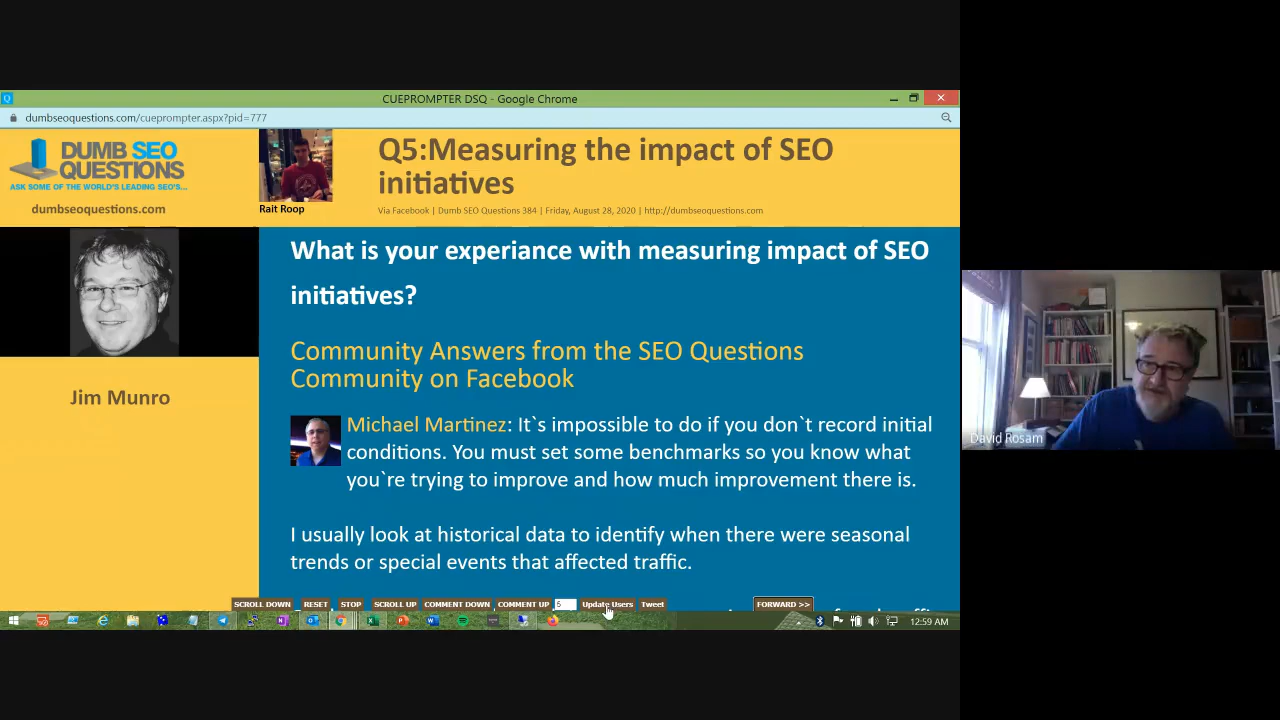 CUEPROMPTER DSQ - Google Chrome
dumbseoquestions.com/cueprompter.aspx?pid=777
DUMB SEO
QUESTIONS
ASK SOME OF THE WORLD'S LEADING SEO'S...
dumbseoquestions.com
Rait Roop
Q5:Measuring the impact of SEO
initiatives
Via Facebook | Dumb SEO Questions 384 | Friday, August 28, 2020 | http://dumbseoquestions.com
Jim Munro
What is your experiance with measuring impact of SEO
initiatives?
Community Answers from the SEO Questions
Community on Facebook
Michael Martinez: It`s impossible to do if you don`t record initial
conditions. You must set some benchmarks so you know what
you`re trying to improve and how much improvement there is.
I usually look at historical data to identify when there were seasonal
trends or special events that affected traffic.
SCROLL DOWN RESET STOP SCROLL UP COMMENT DOWN COMMENT UP 5 Update Users Tweet FORWARD >>
12:59 AM
David Rosam